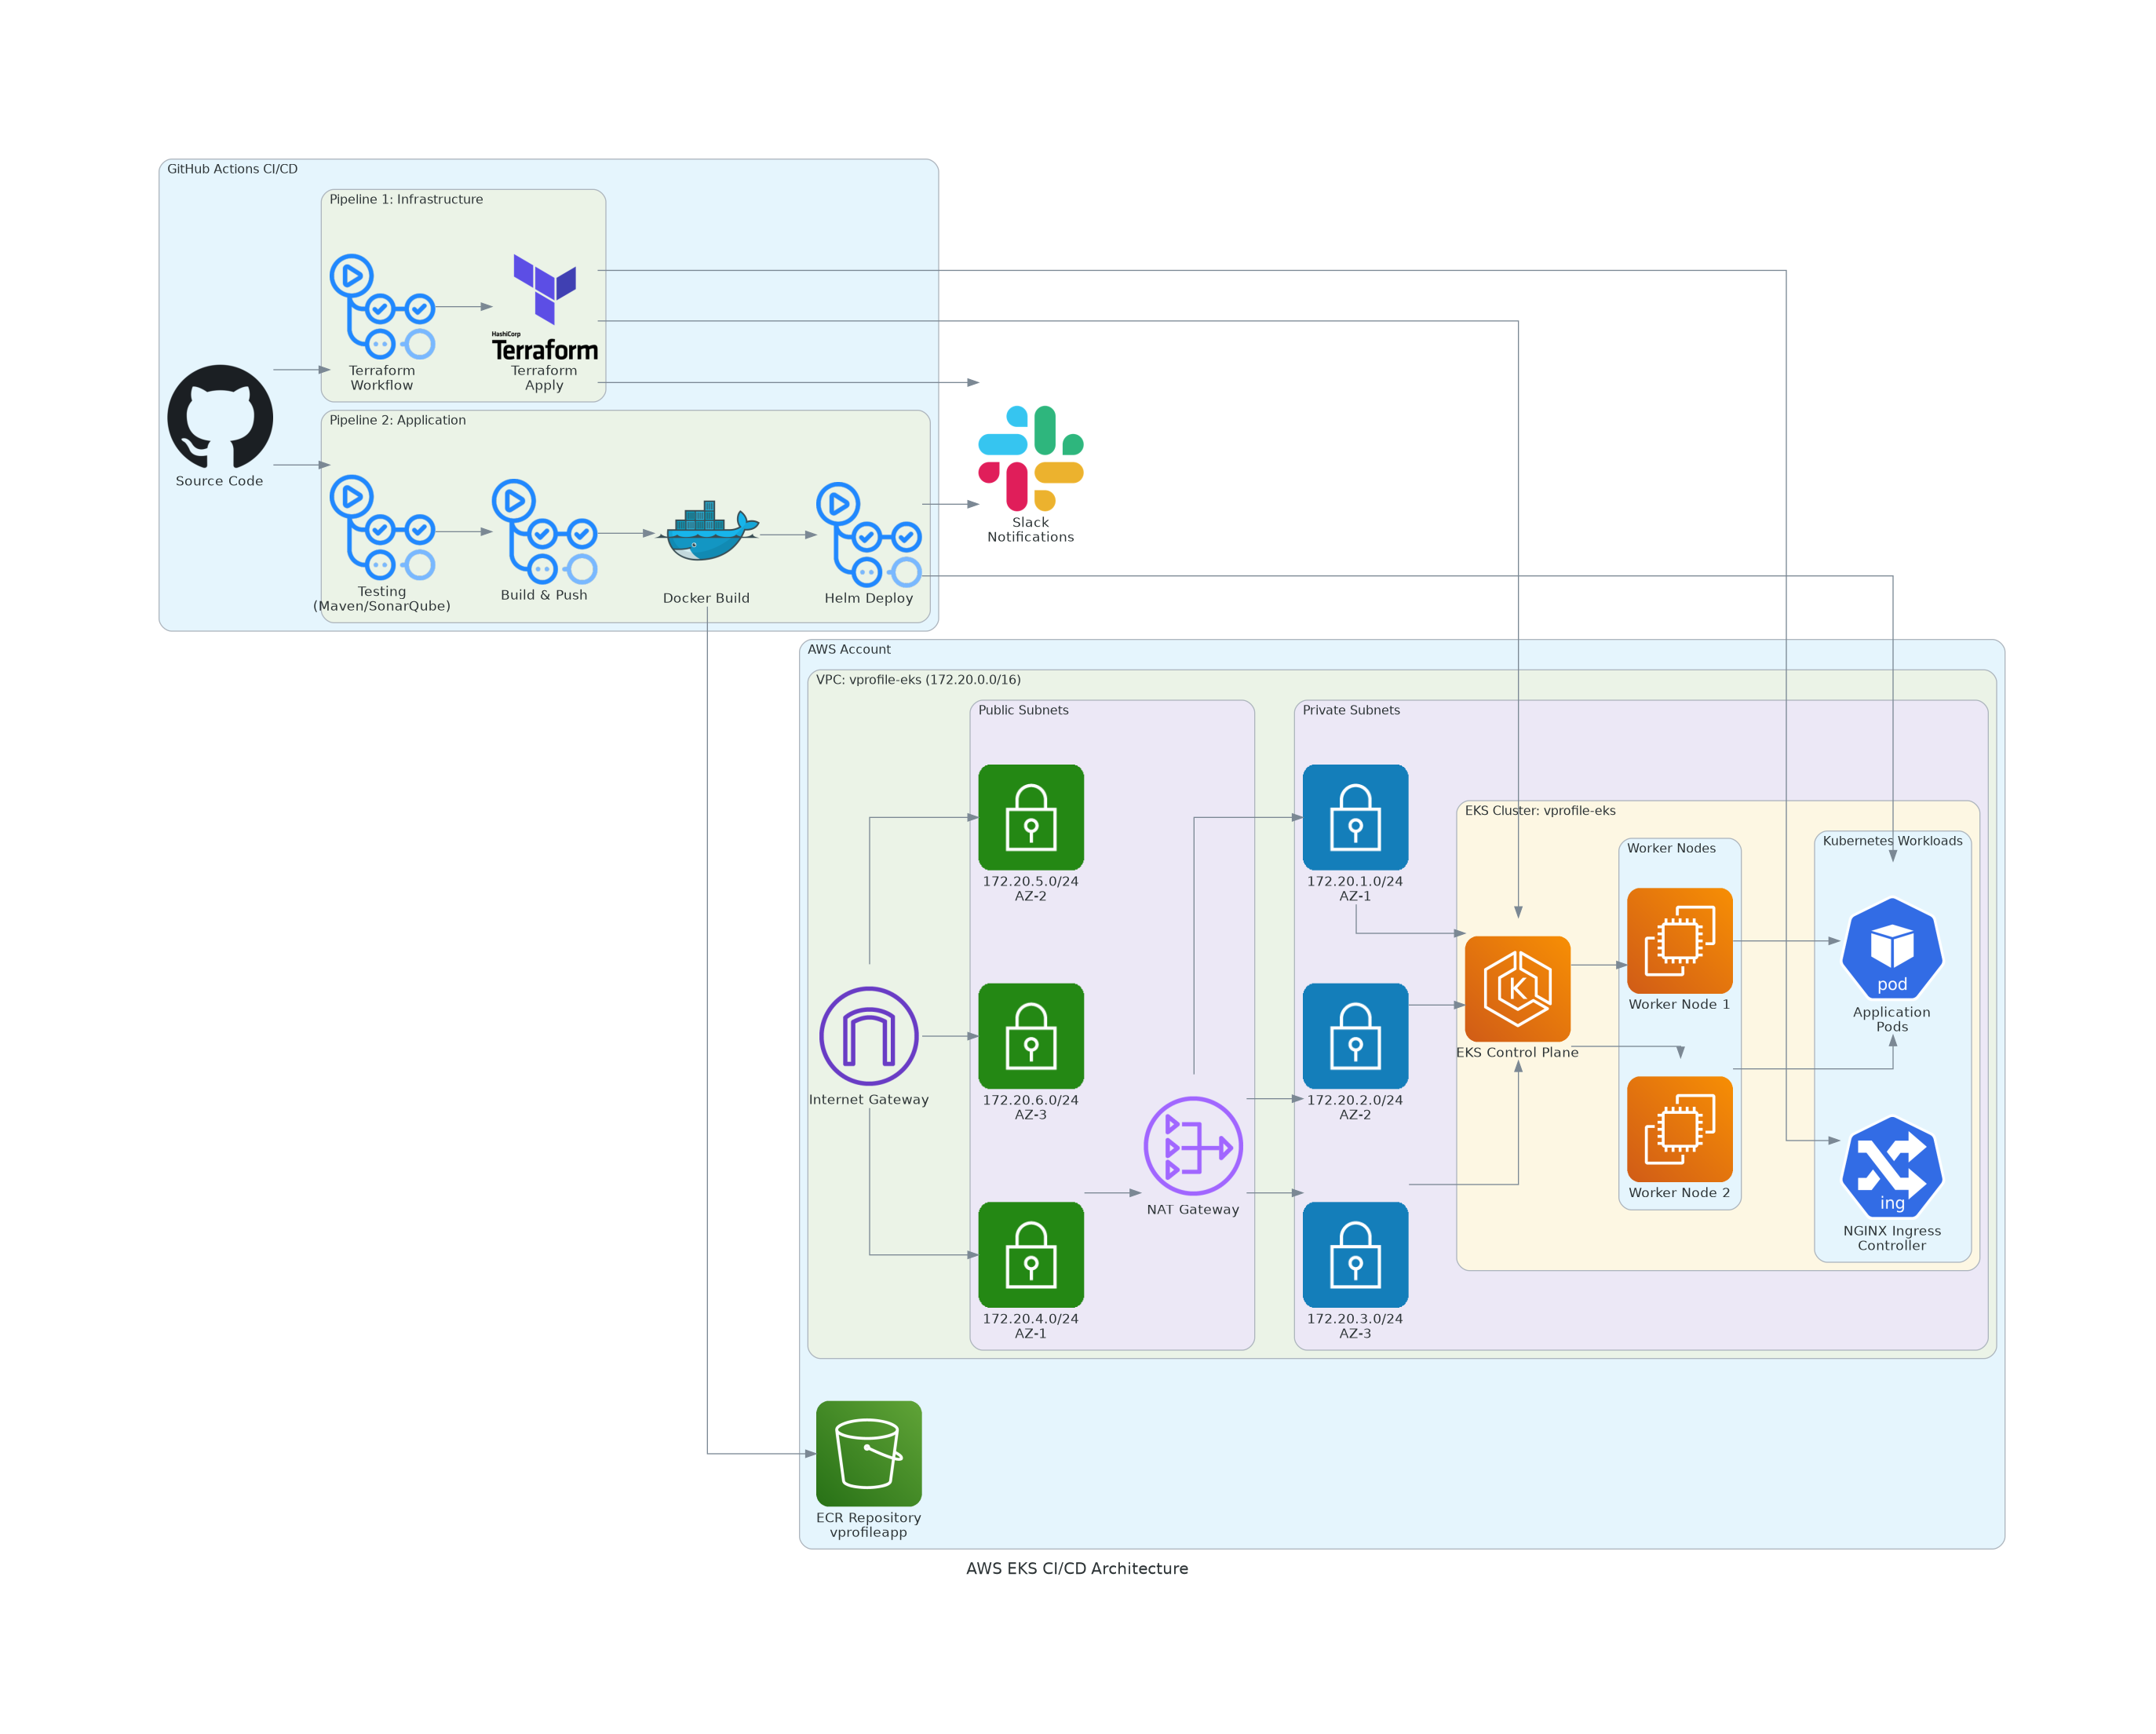 GitHub Actions CI/CD
Pipeline 1: Infrastructure
HashiCorp
Terraform
Terraform
Workflow
Terraform
Apply
Source Code
Pipeline 2: Application
Testing
(Maven/SonarQube)
Build & Push
Docker Build
Helm Deploy
Slack
Notifications
AWS Account
VPC: vprofile-eks (172.20.0.0/16)
Public Subnets
172.20.5.0/24
AZ-2
172.20.6.0/24
AZ-3
172.20.4.0/24
AZ-1
Internet Gateway
NAT Gateway
Private Subnets
172.20.1.0/24
AZ-1
172.20.2.0/24
AZ-2
172.20.3.0/24
AZ-3
EKS Cluster: vprofile-eks
K
EKS Control Plane
Worker Nodes
Worker Node 1
Worker Node 2
Kubernetes Workloads
pod
Application
Pods
ing
NGINX Ingress
Controller
ECR Repository
vprofileapp
AWS EKS CI/CD Architecture